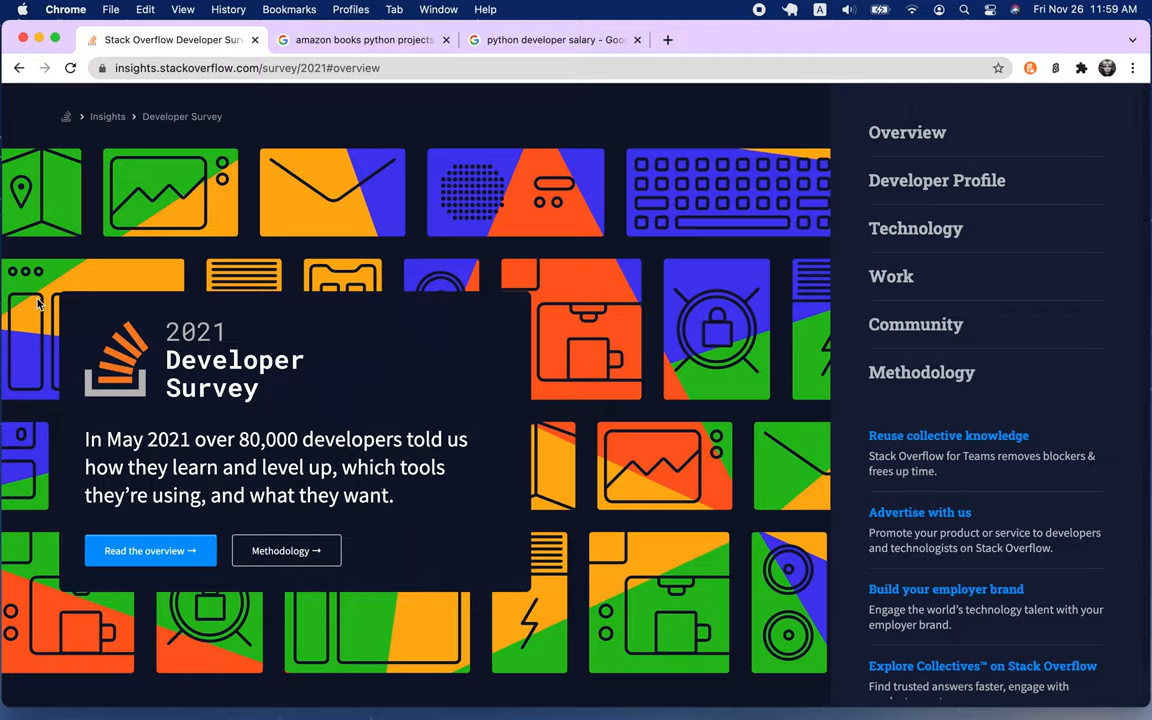 Chrome File Edit View History Bookmarks Profiles Tab Window Help A Fri Nov 26 11:59 AM
Stack Overflow Developer Sur
amazon books python projects
python developer salary - Goo
insights.stackoverflow.com/survey/2021#overview
Insights
Developer Survey
2021
Developer
Survey
In May 2021 over 80,000 developers told us
how they learn and level up, which tools
they’re using, and what they want.
Read the overview →
Methodology →
Overview
Developer Profile
Technology
Work
Community
Methodology
Reuse collective knowledge
Stack Overflow for Teams removes blockers &
frees up time.
Advertise with us
Promote your product or service to developers
and technologists on Stack Overflow.
Build your employer brand
Engage the world’s technology talent with your
employer brand.
Explore Collectives™ on Stack Overflow
Find trusted answers faster, engage with